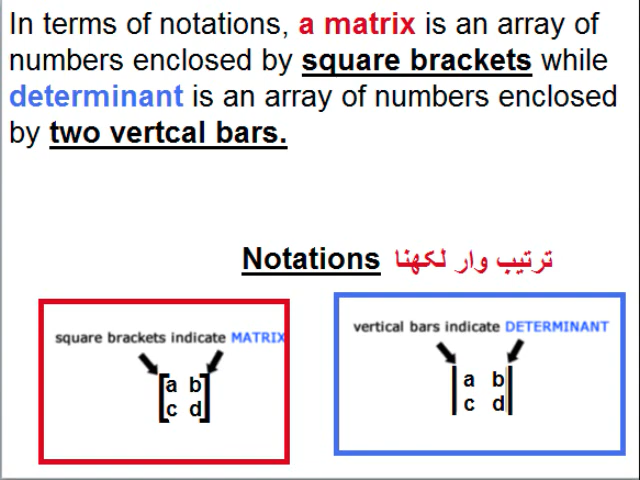 In terms of notations, a matrix is an array of
numbers enclosed by square brackets while
determinant is an array of numbers enclosed
by two vertcal bars.
Notations ترتیب وار لکھنا
square brackets indicate MATRIX
[a b
c d]
vertical bars indicate DETERMINANT
|a b|
|c d|